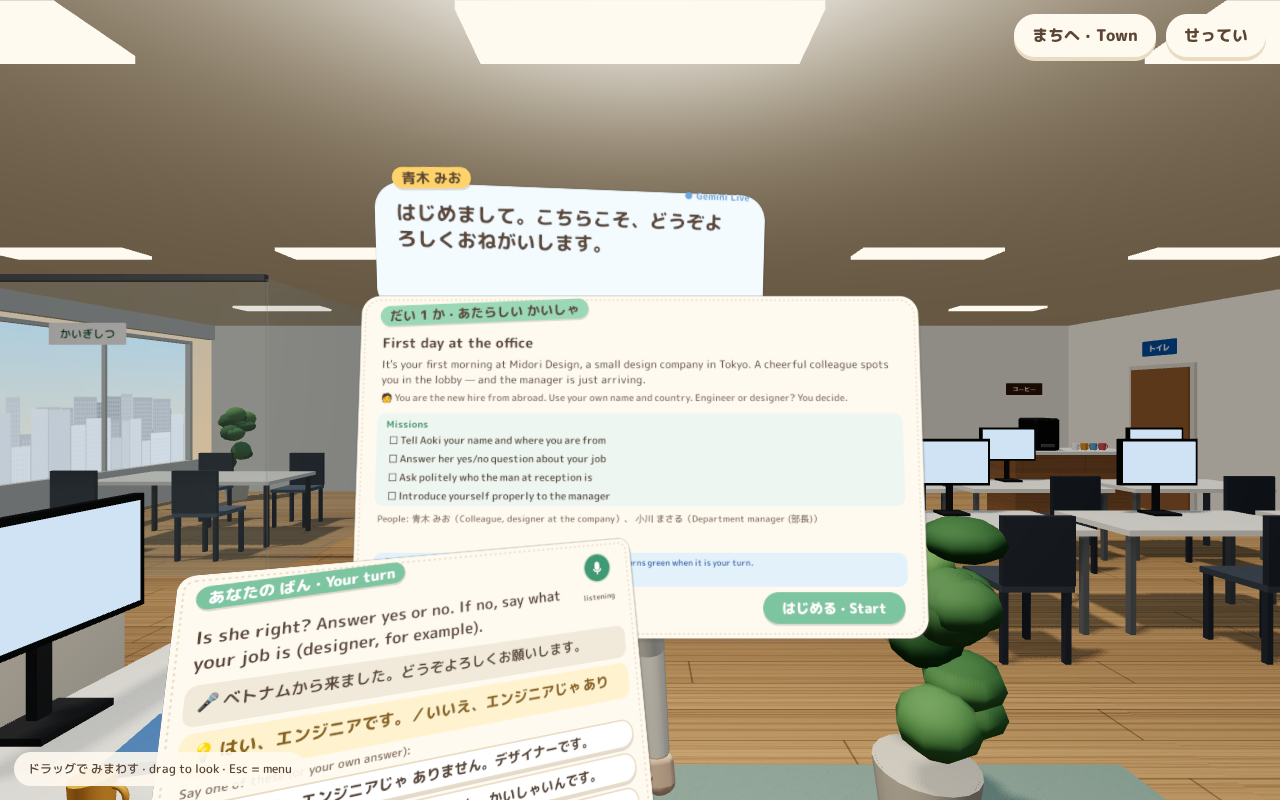 まちへ · Town
せってい
青木 みお
Gemini Live
はじめまして。こちらこそ、どうぞよ
ろしくおねがいします。
だい 1 か · あたらしい かいしゃ
First day at the office
It's your first morning at Midori Design, a small design company in Tokyo. A cheerful colleague spots
you in the lobby — and the manager is just arriving.
🧑 You are the new hire from abroad. Use your own name and country. Engineer or designer? You decide.
Missions
☐ Tell Aoki your name and where you are from
☐ Answer her yes/no question about your job
☐ Ask politely who the man at reception is
☐ Introduce yourself properly to the manager
People: 青木 みお（Colleague, designer at the company）、 小川 まさる（Department manager (部長)）
turns green when it is your turn.
はじめる · Start
かいぎしつ
トイレ
コーヒー
あなたの ばん · Your turn
listening
Is she right? Answer yes or no. If no, say what
your job is (designer, for example).
🎤 ベトナムから来ました。どうぞよろしくお願いします。
💡 はい、エンジニアです。／いいえ、エンジニアじゃ あり
Say one of these your own answer):
エンジニアじゃ ありません。デザイナーです。
かいしゃいんです。
ドラッグで みまわす · drag to look · Esc = menu